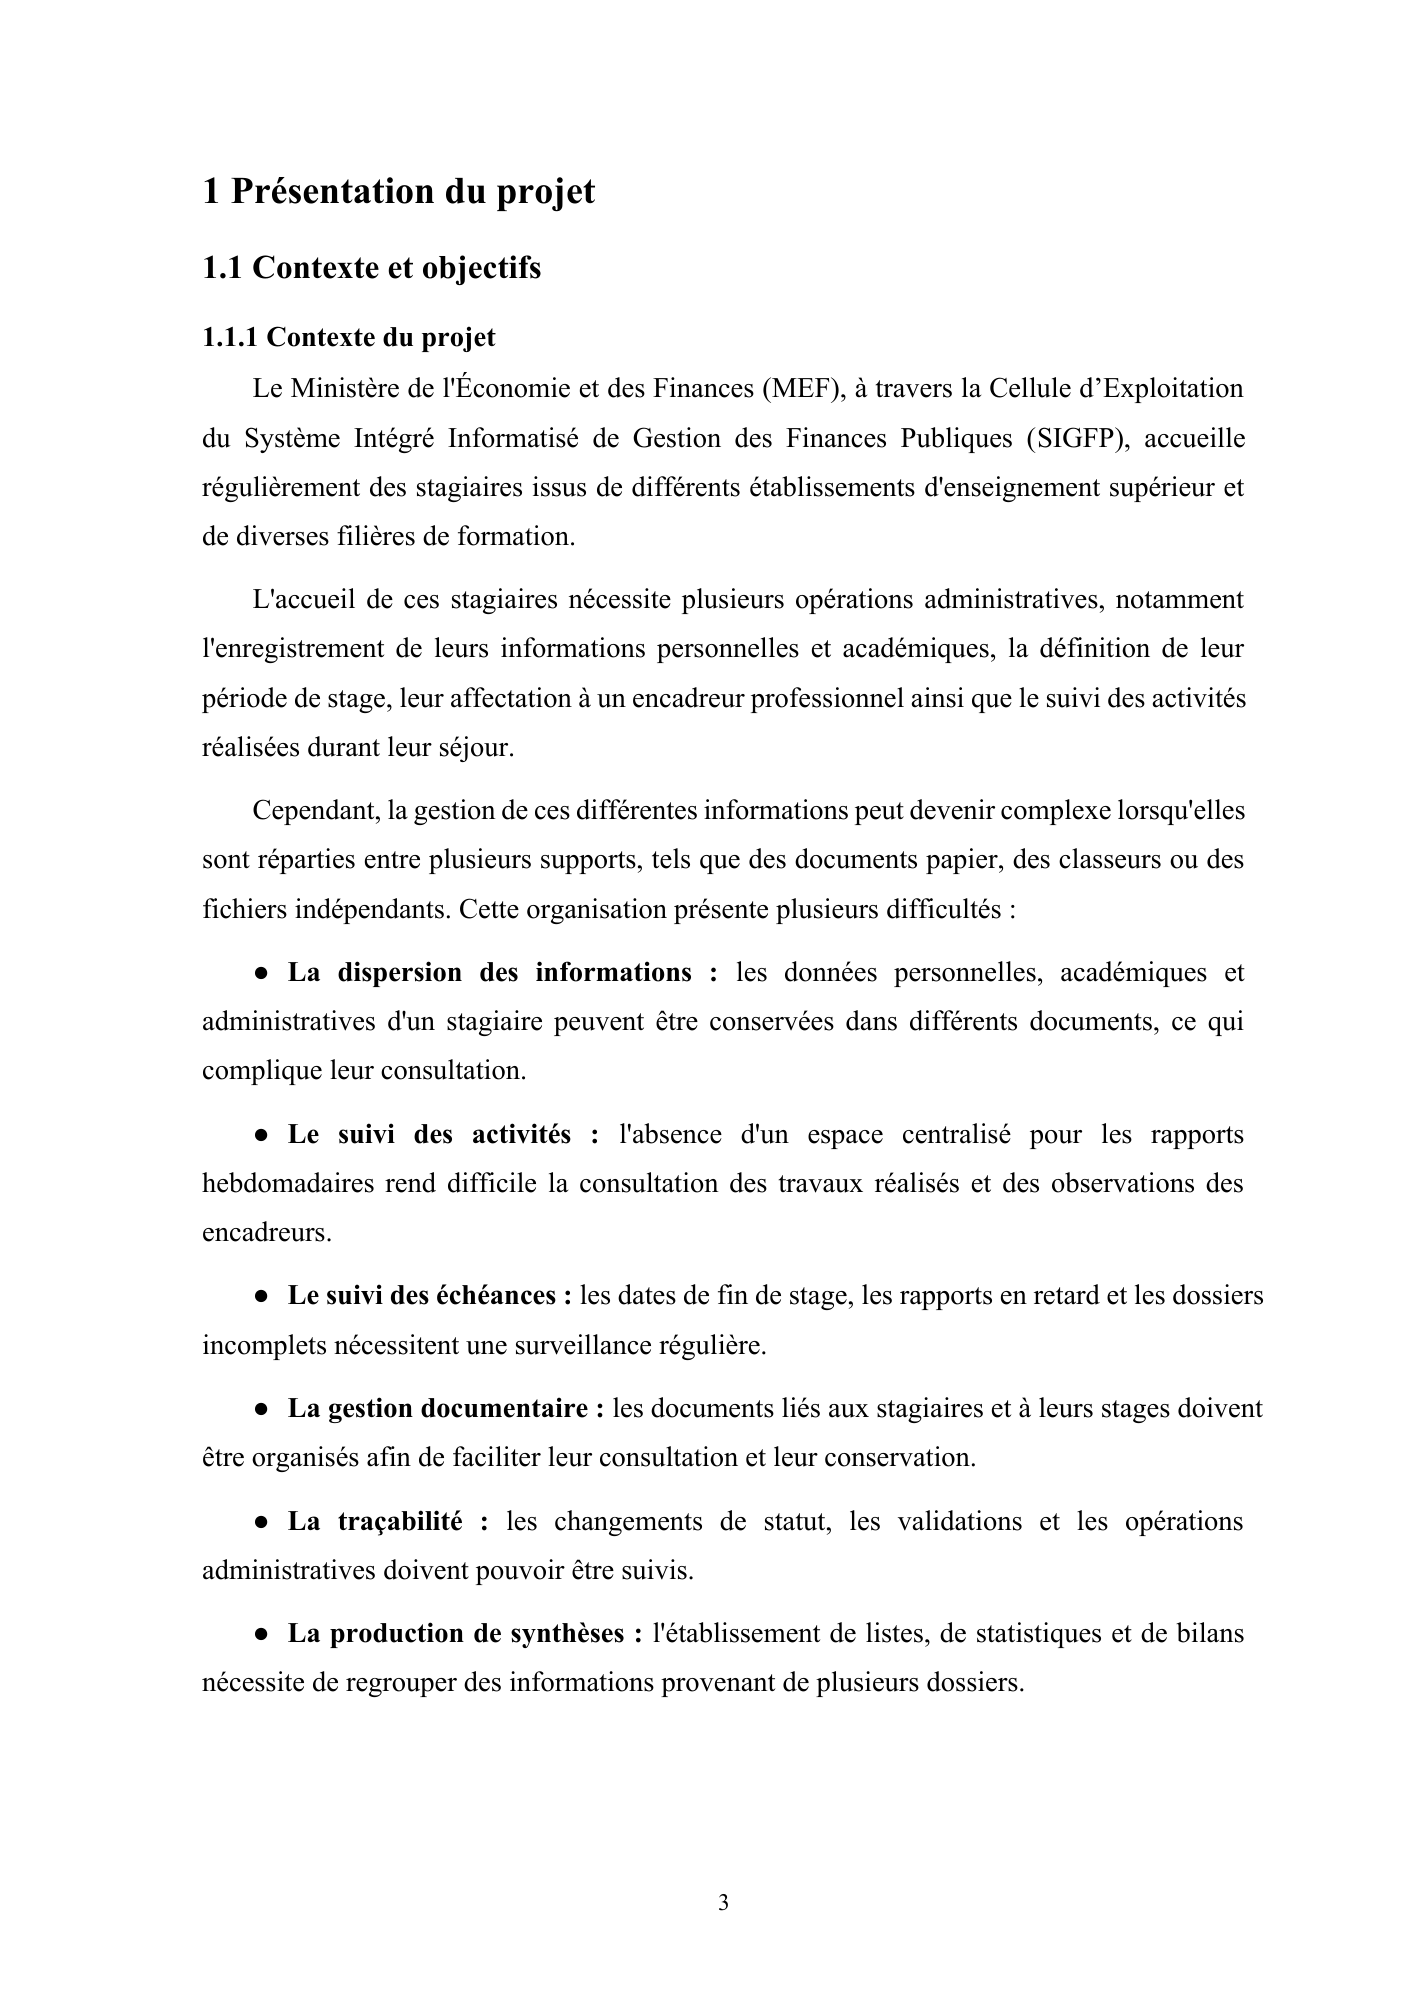 1 Présentation du projet
1.1 Contexte et objectifs
1.1.1 Contexte du projet
Le Ministère de l'Économie et des Finances (MEF), à travers la Cellule d’Exploitation
du Système Intégré Informatisé de Gestion des Finances Publiques (SIGFP), accueille
régulièrement des stagiaires issus de différents établissements d'enseignement supérieur et
de diverses filières de formation.
L'accueil de ces stagiaires nécessite plusieurs opérations administratives, notamment
l'enregistrement de leurs informations personnelles et académiques, la définition de leur
période de stage, leur affectation à un encadreur professionnel ainsi que le suivi des activités
réalisées durant leur séjour.
Cependant, la gestion de ces différentes informations peut devenir complexe lorsqu'elles
sont réparties entre plusieurs supports, tels que des documents papier, des classeurs ou des
fichiers indépendants. Cette organisation présente plusieurs difficultés :
● La dispersion des informations : les données personnelles, académiques et
administratives d'un stagiaire peuvent être conservées dans différents documents, ce qui
complique leur consultation.
● Le suivi des activités : l'absence d'un espace centralisé pour les rapports
hebdomadaires rend difficile la consultation des travaux réalisés et des observations des
encadreurs.
● Le suivi des échéances : les dates de fin de stage, les rapports en retard et les dossiers
incomplets nécessitent une surveillance régulière.
● La gestion documentaire : les documents liés aux stagiaires et à leurs stages doivent
être organisés afin de faciliter leur consultation et leur conservation.
● La traçabilité : les changements de statut, les validations et les opérations
administratives doivent pouvoir être suivis.
● La production de synthèses : l'établissement de listes, de statistiques et de bilans
nécessite de regrouper des informations provenant de plusieurs dossiers.
3